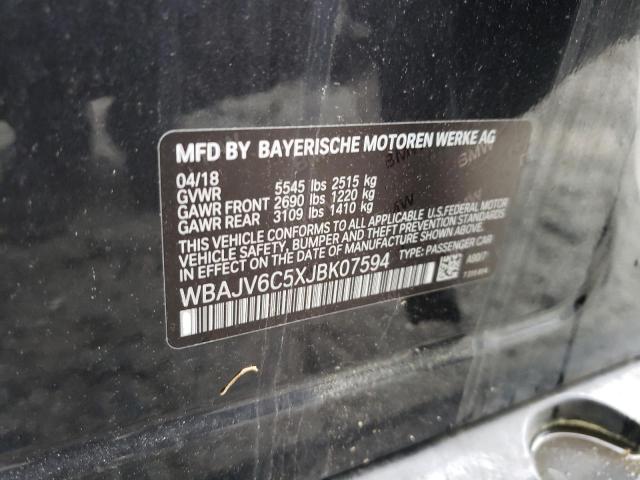 MFD BY BAYERISCHE MOTOREN WERKE AG
04/18
GVWR 5545 lbs 2515 kg
GAWR FRONT 2690 lbs 1220 kg
GAWR REAR 3109 lbs 1410 kg
THIS VEHICLE CONFORMS TO ALL APPLICABLE U.S.FEDERAL MOTOR
VEHICLE SAFETY, BUMPER AND THEFT PREVENTION STANDARDS
IN EFFECT ON THE DATE OF MANUFACTURE SHOWN ABOVE.
WBAJV6C5XJBK07594 TYPE: PASSENGER CAR